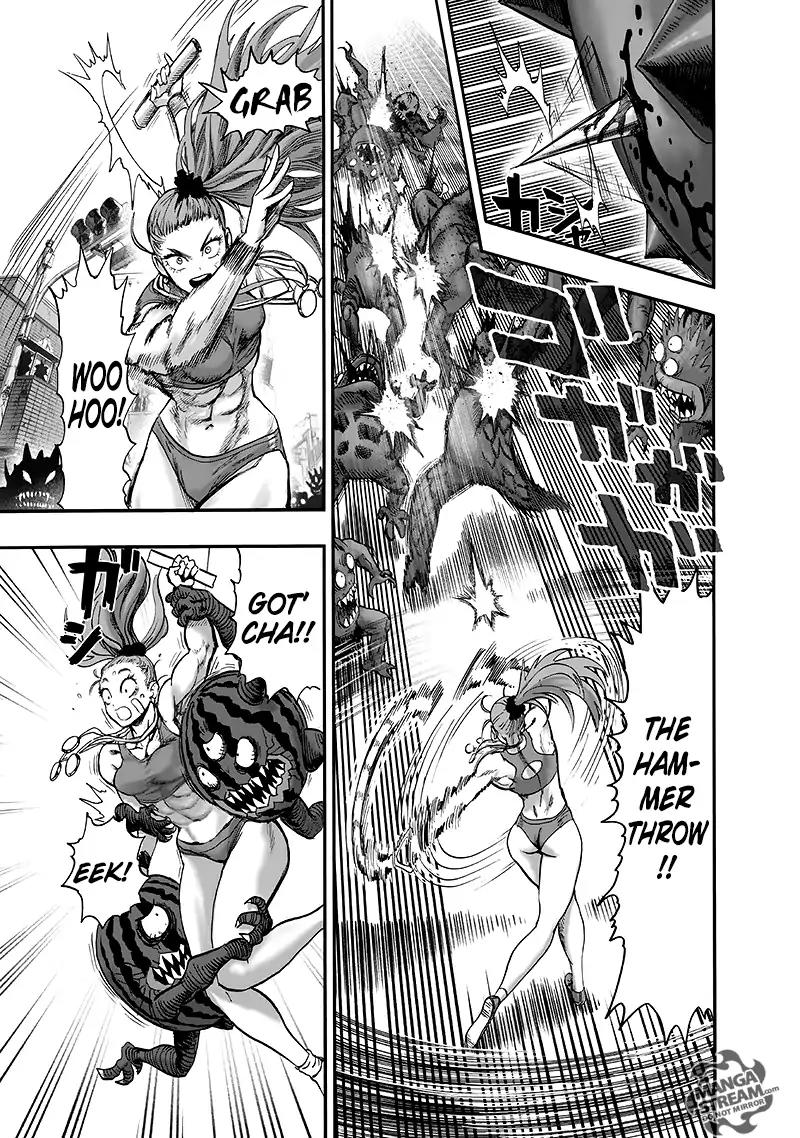 カシャ
ゴガガガガ
THE
HAM-
MER
THROW
!!
GRAB
WOO
HOO!
ガシ
GOT'
CHA!!
EEK!
MANGA
STREAM.com
DO NOT MIRROR!